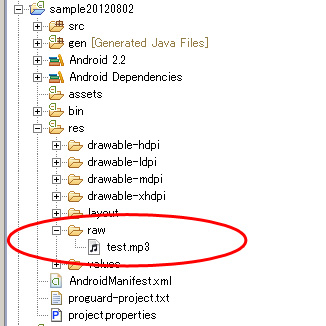 sample20120802
src
gen [Generated Java Files]
Android 2.2
Android Dependencies
assets
bin
res
drawable-hdpi
drawable-ldpi
drawable-mdpi
drawable-xhdpi
layout
raw
test.mp3
values
AndroidManifest.xml
proguard-project.txt
project.properties